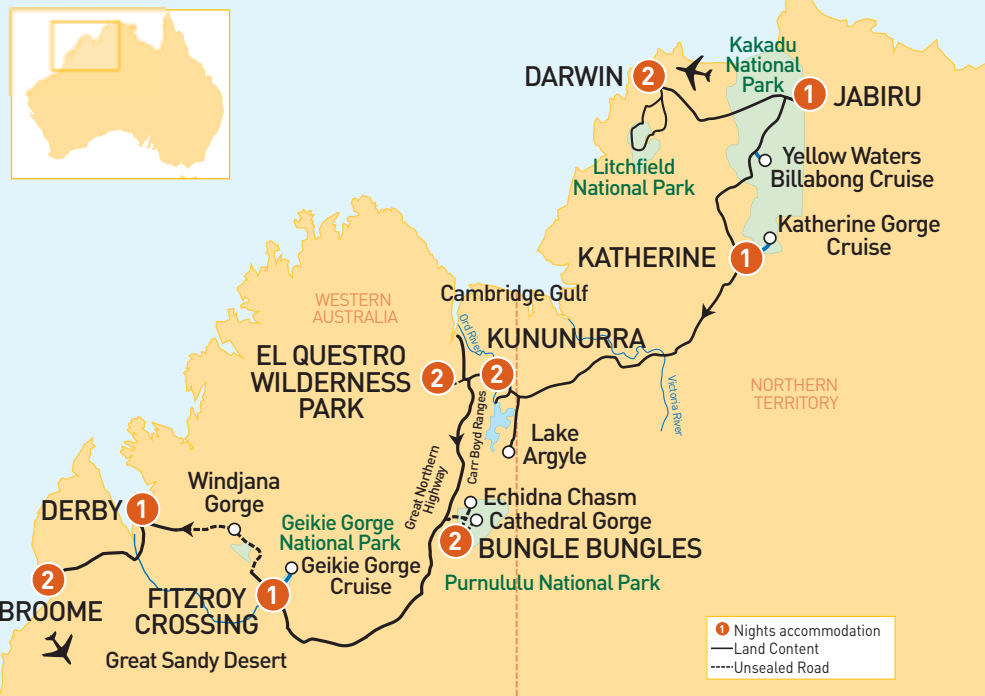 Kakadu
National
Park
DARWIN
2
1
JABIRU
Litchfield
National Park
Yellow Waters
Billabong Cruise
Katherine Gorge
Cruise
KATHERINE
1
WESTERN
AUSTRALIA
Cambridge Gulf
Ord River
KUNUNURRA
2
EL QUESTRO
WILDERNESS
PARK
2
Victoria River
NORTHERN
TERRITORY
Carr Boyd Ranges
Lake
Argyle
Great Northern
Highway
Windjana
Gorge
Echidna Chasm
Cathedral Gorge
2
BUNGLE BUNGLES
Purnululu National Park
DERBY
1
Geikie Gorge
National Park
Geikie Gorge
Cruise
2
BROOME
FITZROY
CROSSING
1
Great Sandy Desert
1 Nights accommodation
Land Content
Unsealed Road